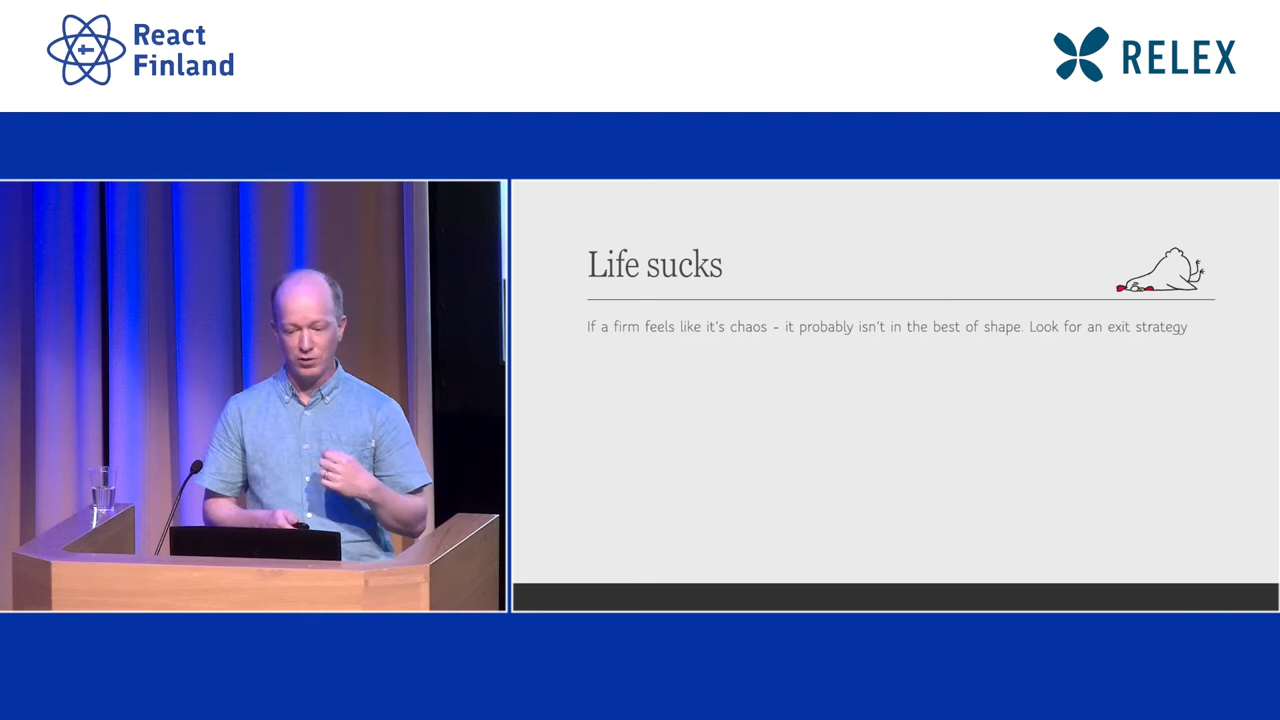 React
Finland
RELEX
Life sucks
If a firm feels like it's chaos - it probably isn't in the best of shape. Look for an exit strategy